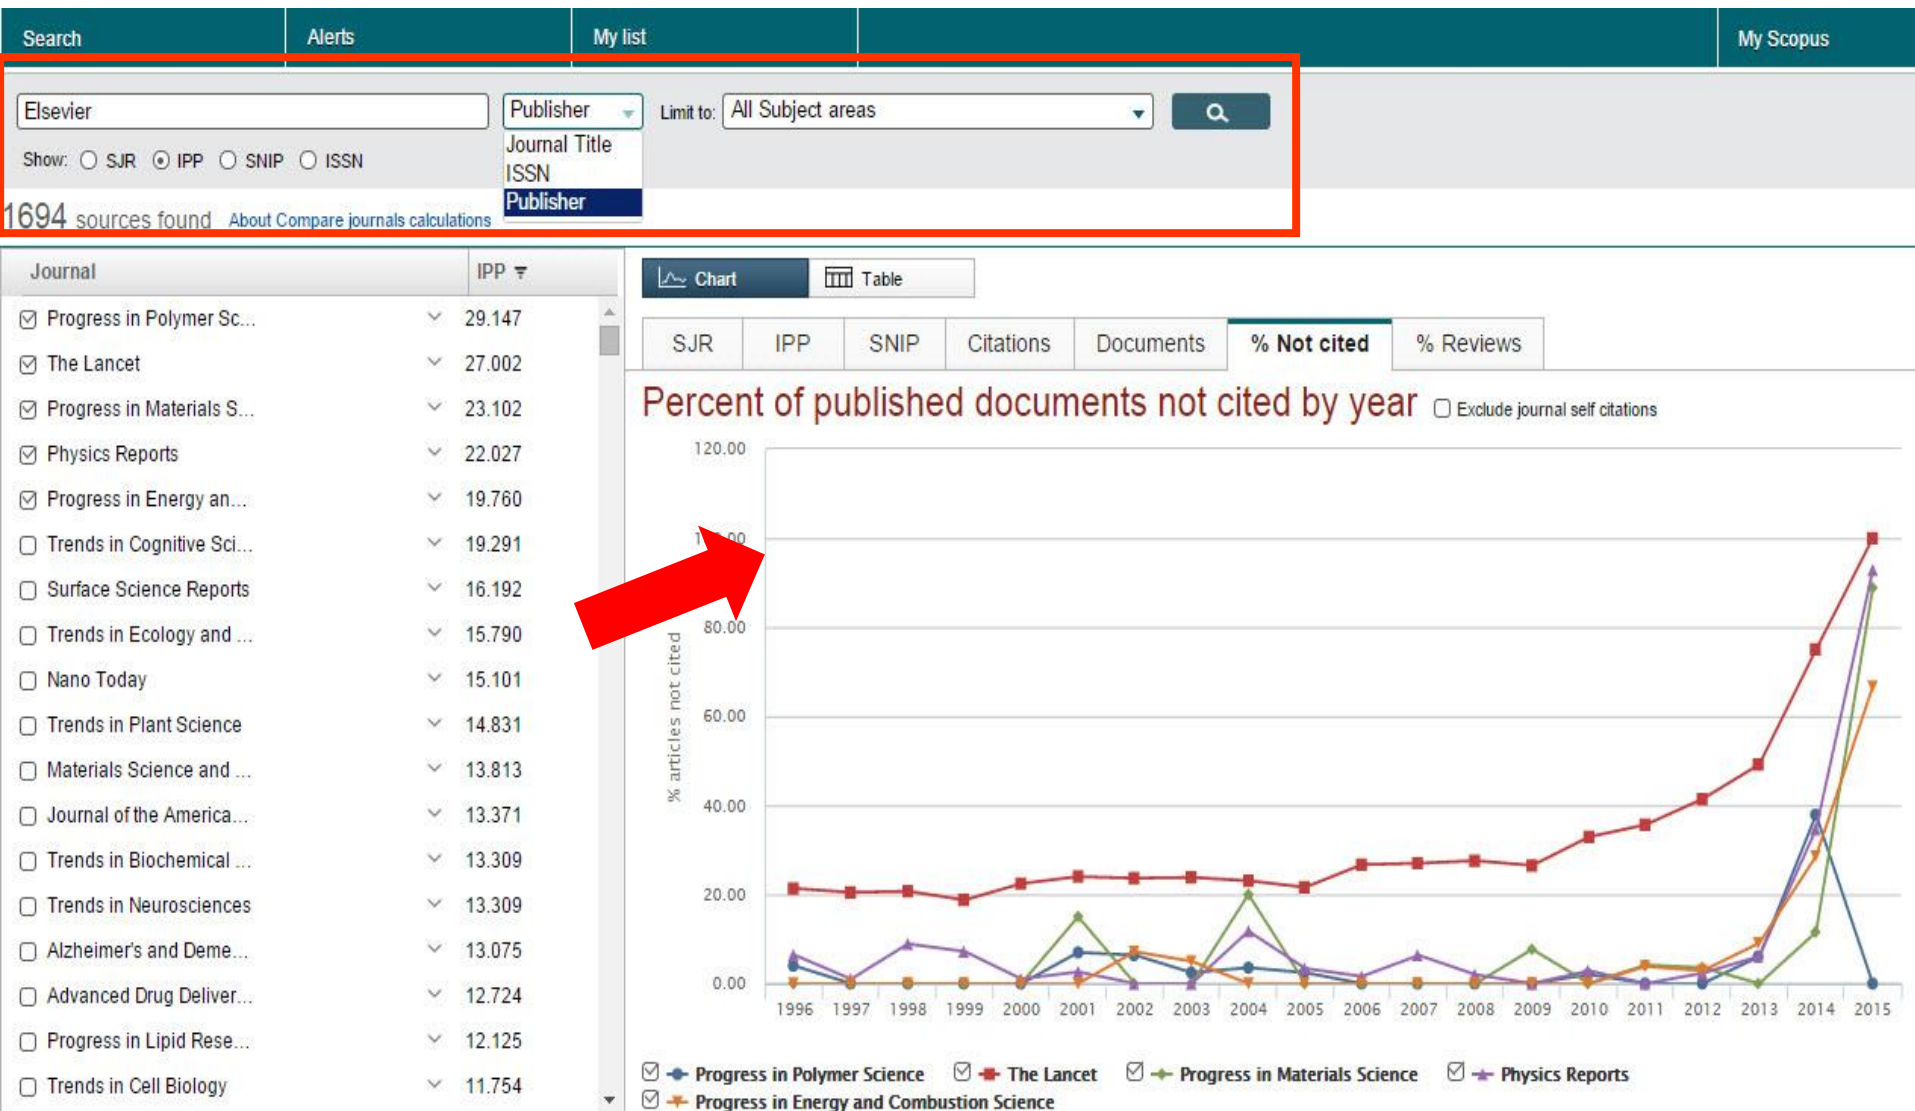 Search Alerts My list My Scopus
Elsevier Publisher Limit to: All Subject areas
Journal Title
ISSN
Publisher
Show: SJR IPP SNIP ISSN
1694 sources found About Compare journals calculations
Journal IPP
Progress in Polymer Sc... 29.147
The Lancet 27.002
Progress in Materials S... 23.102
Physics Reports 22.027
Progress in Energy an... 19.760
Trends in Cognitive Sci... 19.291
Surface Science Reports 16.192
Trends in Ecology and ... 15.790
Nano Today 15.101
Trends in Plant Science 14.831
Materials Science and ... 13.813
Journal of the America... 13.371
Trends in Biochemical ... 13.309
Trends in Neurosciences 13.309
Alzheimer's and Deme... 13.075
Advanced Drug Deliver... 12.724
Progress in Lipid Rese... 12.125
Trends in Cell Biology 11.754
Chart Table
SJR IPP SNIP Citations Documents % Not cited % Reviews
Percent of published documents not cited by year Exclude journal self citations
120.00
80.00
60.00
40.00
20.00
0.00
% articles not cited
1996 1997 1998 1999 2000 2001 2002 2003 2004 2005 2006 2007 2008 2009 2010 2011 2012 2013 2014 2015
Progress in Polymer Science The Lancet Progress in Materials Science Physics Reports
Progress in Energy and Combustion Science